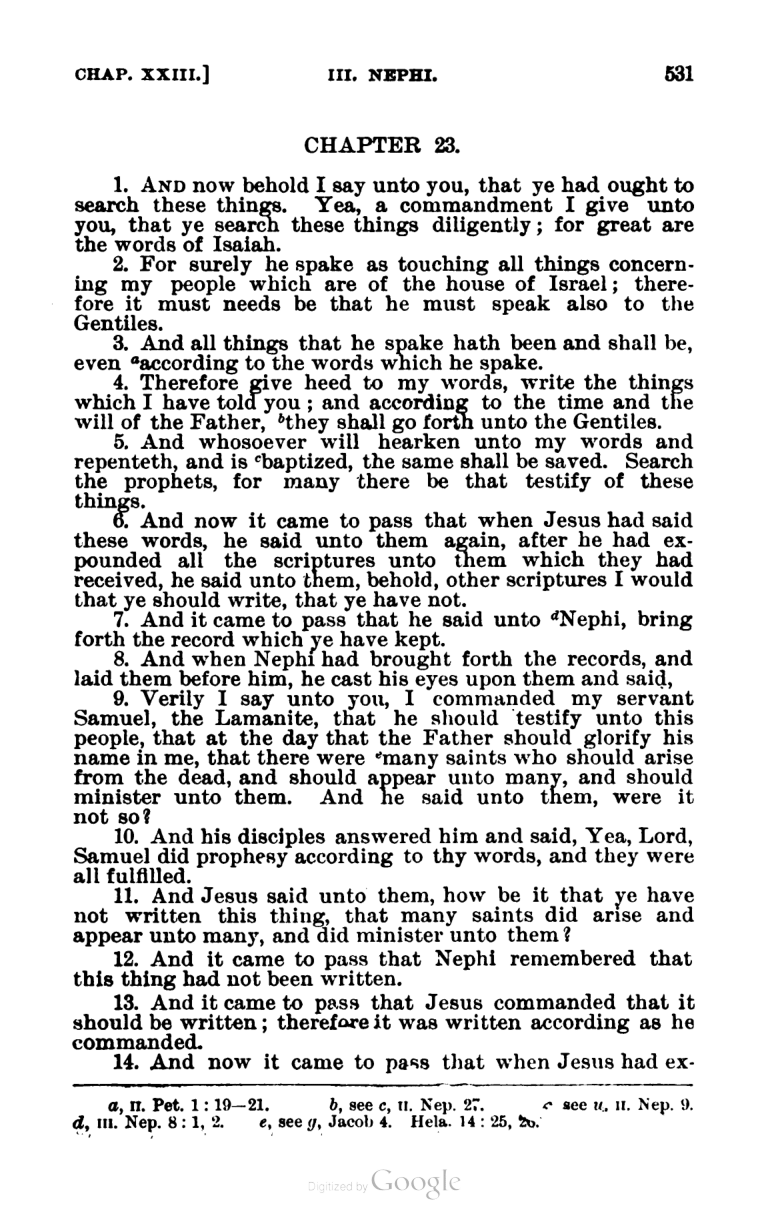 CHAP. XXIII.] III. NEPHI. 531
CHAPTER 23.
1. AND now behold I say unto you, that ye had ought to
search these things. Yea, a commandment I give unto
you, that ye search these things diligently; for great are
the words of Isaiah.
2. For surely he spake as touching all things concern-
ing my people which are of the house of Israel; there-
fore it must needs be that he must speak also to the
Gentiles.
3. And all things that he spake hath been and shall be,
even ᵃaccording to the words which he spake.
4. Therefore give heed to my words, write the things
which I have told you; and according to the time and the
will of the Father, ᵇthey shall go forth unto the Gentiles.
5. And whosoever will hearken unto my words and
repenteth, and is ᶜbaptized, the same shall be saved. Search
the prophets, for many there be that testify of these
things.
6. And now it came to pass that when Jesus had said
these words, he said unto them again, after he had ex-
pounded all the scriptures unto them which they had
received, he said unto them, behold, other scriptures I would
that ye should write, that ye have not.
7. And it came to pass that he said unto ᵈNephi, bring
forth the record which ye have kept.
8. And when Nephi had brought forth the records, and
laid them before him, he cast his eyes upon them and said,
9. Verily I say unto you, I commanded my servant
Samuel, the Lamanite, that he should testify unto this
people, that at the day that the Father should glorify his
name in me, that there were ᵉmany saints who should arise
from the dead, and should appear unto many, and should
minister unto them. And he said unto them, were it
not so?
10. And his disciples answered him and said, Yea, Lord,
Samuel did prophesy according to thy words, and they were
all fulfilled.
11. And Jesus said unto them, how be it that ye have
not written this thing, that many saints did arise and
appear unto many, and did minister unto them?
12. And it came to pass that Nephi remembered that
this thing had not been written.
13. And it came to pass that Jesus commanded that it
should be written; therefore it was written according as he
commanded.
14. And now it came to pass that when Jesus had ex-
a, II. Pet. 1:19—21. b, see c, II. Nep. 27. c see u, II. Nep. 9.
d, III. Nep. 8:1, 2. e, see g, Jacob 4. Hela. 14:25, 26.
Digitized by Google